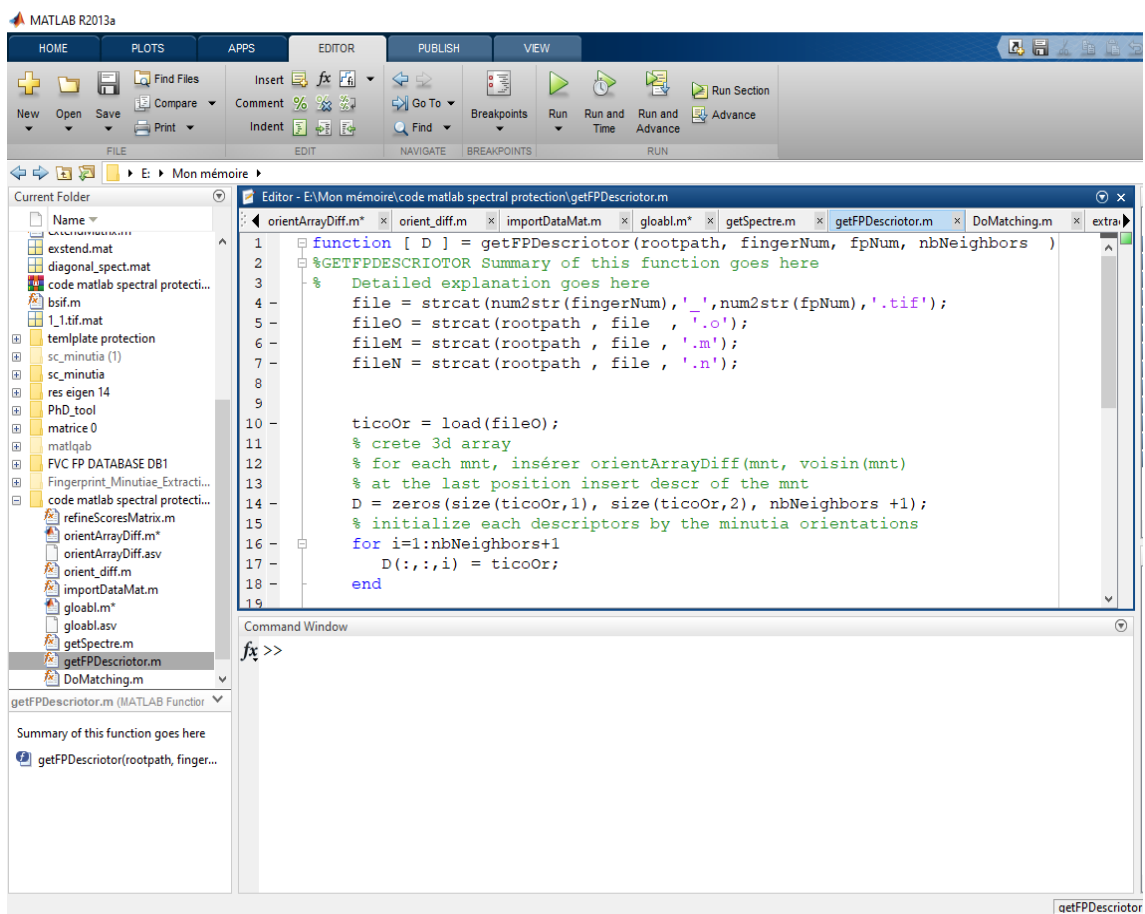 MATLAB R2013a
HOME PLOTS APPS EDITOR PUBLISH VIEW
New Open Save Find Files Compare Print
Insert Comment Indent
Go To Find
Breakpoints
Run Run and Time Run and Advance Run Section Advance
FILE EDIT NAVIGATE BREAKPOINTS RUN
E: Mon mémoire
Current Folder
Name
exstend.mat
diagonal_spect.mat
code matlab spectral protecti...
bsif.m
1_1.tif.mat
temlplate protection
sc_minutia (1)
sc_minutia
res eigen 14
PhD_tool
matrice 0
matlqab
FVC FP DATABASE DB1
Fingerprint_Minutiae_Extracti...
code matlab spectral protecti...
refineScoresMatrix.m
orientArrayDiff.m*
orientArrayDiff.asv
orient_diff.m
importDataMat.m
gloabl.m*
gloabl.asv
getSpectre.m
getFPDescriotor.m
DoMatching.m
getFPDescriotor.m (MATLAB Function
Summary of this function goes here
getFPDescriotor(rootpath, finger...
Editor - E:\Mon mémoire\code matlab spectral protection\getFPDescriotor.m
orientArrayDiff.m* × orient_diff.m × importDataMat.m × gloabl.m* × getSpectre.m × getFPDescriotor.m × DoMatching.m × extra
1 function [ D ] = getFPDescriotor(rootpath, fingerNum, fpNum, nbNeighbors  )
2 %GETFPDESCRIOTOR Summary of this function goes here
3 %   Detailed explanation goes here
4 - file = strcat(num2str(fingerNum),'_',num2str(fpNum),'.tif');
5 - fileO = strcat(rootpath , file  , '.o');
6 - fileM = strcat(rootpath , file , '.m');
7 - fileN = strcat(rootpath , file , '.n');
8
9
10 - ticoOr = load(fileO);
11 % crete 3d array
12 % for each mnt, insérer orientArrayDiff(mnt, voisin(mnt)
13 % at the last position insert descr of the mnt
14 - D = zeros(size(ticoOr,1), size(ticoOr,2), nbNeighbors +1);
15 % initialize each descriptors by the minutia orientations
16 - for i=1:nbNeighbors+1
17 - D(:,:,i) = ticoOr;
18 - end
19
Command Window
fx >>
getFPDescriotor